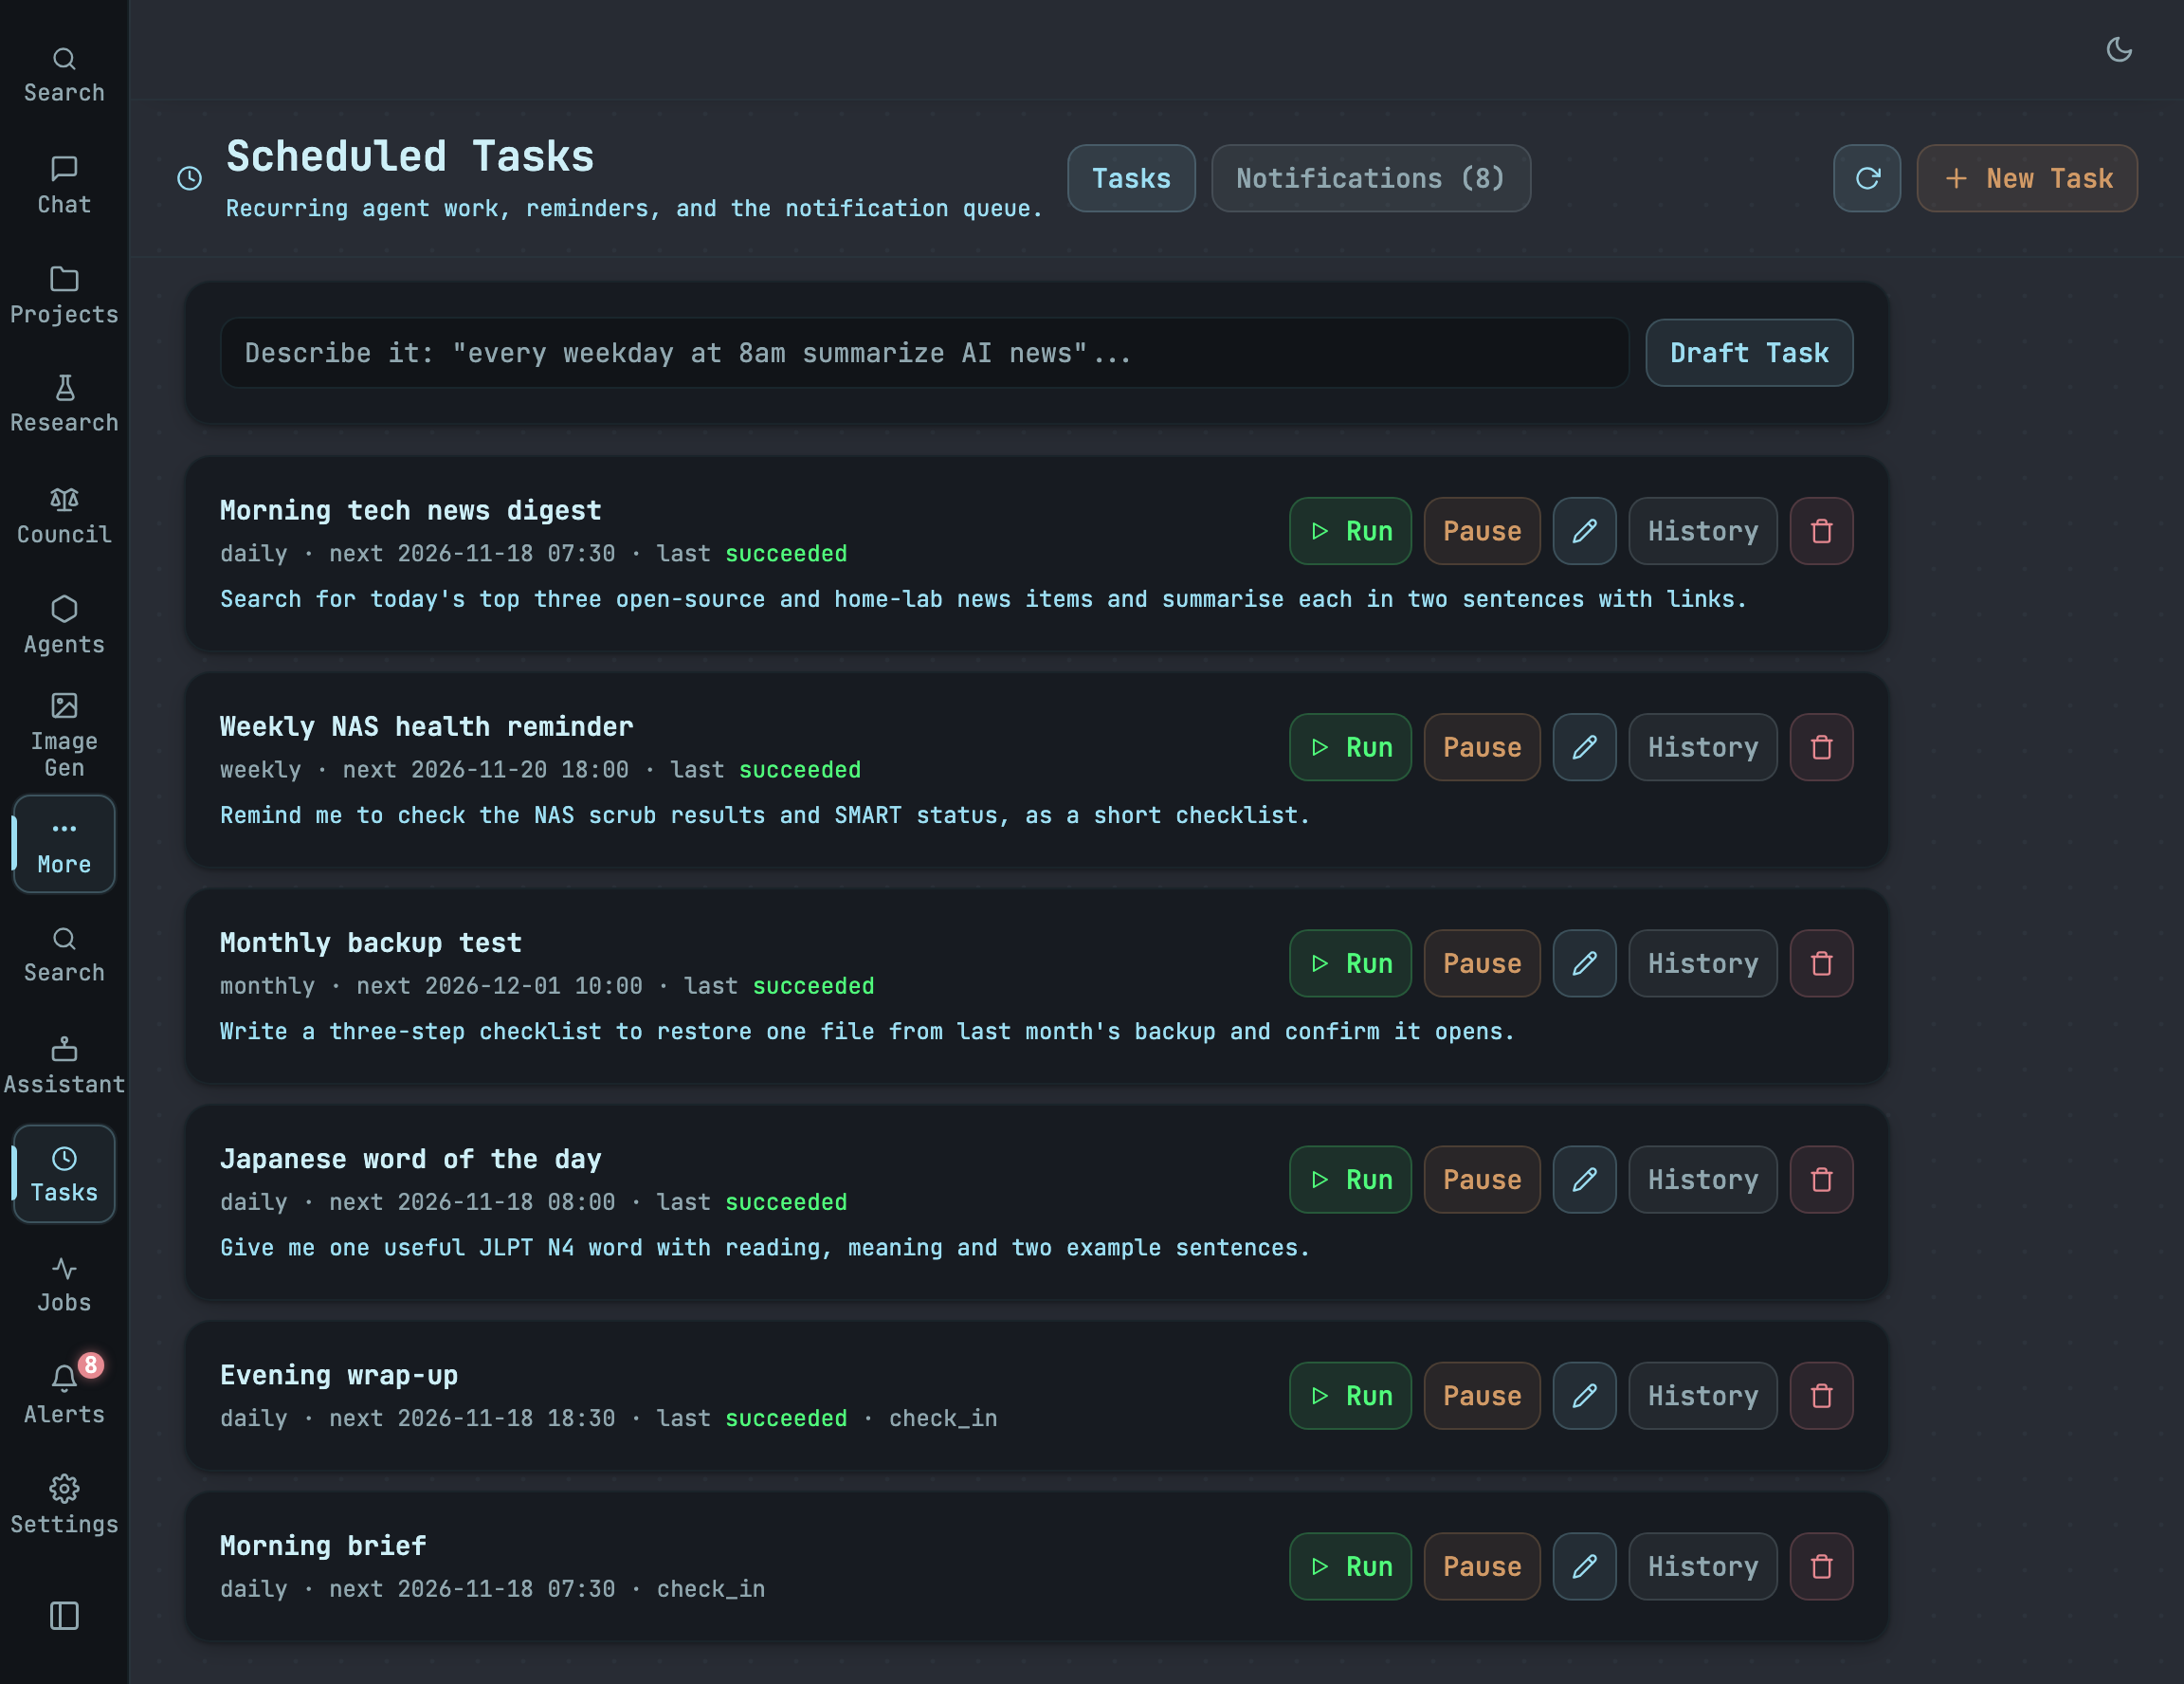 Search
Chat
Projects
Research
Council
Agents
Image
Gen
More
Search
Assistant
Tasks
Jobs
8
Alerts
Settings
Scheduled Tasks
Recurring agent work, reminders, and the notification queue.
Tasks
Notifications (8)
+ New Task
Describe it: "every weekday at 8am summarize AI news"...
Draft Task
Morning tech news digest
daily · next 2026-11-18 07:30 · last succeeded
Run Pause History
Search for today's top three open-source and home-lab news items and summarise each in two sentences with links.
Weekly NAS health reminder
weekly · next 2026-11-20 18:00 · last succeeded
Run Pause History
Remind me to check the NAS scrub results and SMART status, as a short checklist.
Monthly backup test
monthly · next 2026-12-01 10:00 · last succeeded
Run Pause History
Write a three-step checklist to restore one file from last month's backup and confirm it opens.
Japanese word of the day
daily · next 2026-11-18 08:00 · last succeeded
Run Pause History
Give me one useful JLPT N4 word with reading, meaning and two example sentences.
Evening wrap-up
daily · next 2026-11-18 18:30 · last succeeded · check_in
Run Pause History
Morning brief
daily · next 2026-11-18 07:30 · check_in
Run Pause History